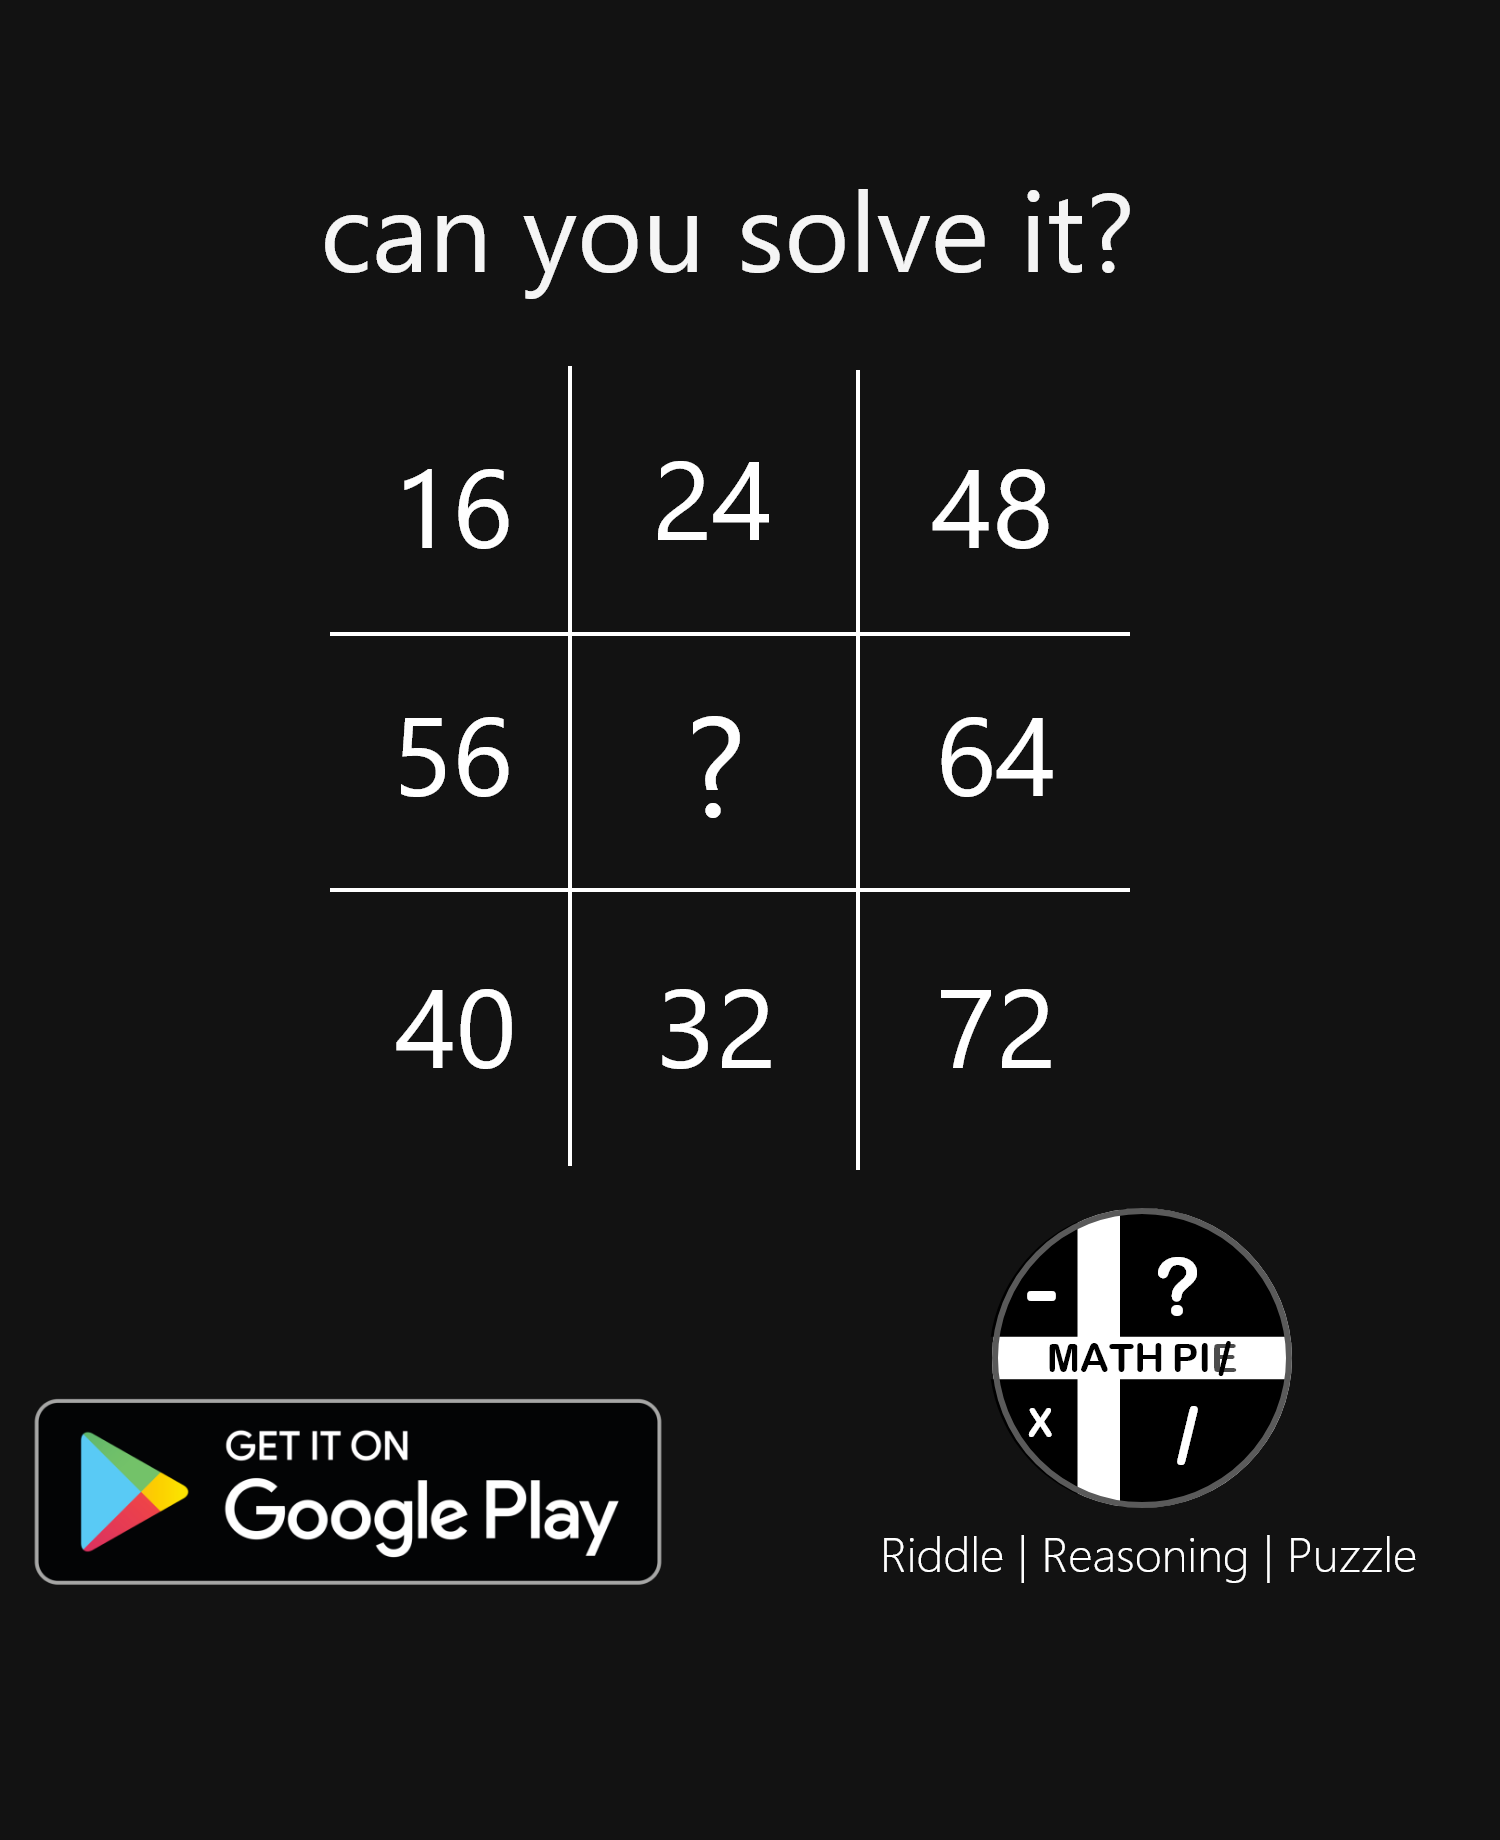 can you solve it?
16 24 48
56 ? 64
40 32 72
- ?
MATH PIE
x /
GET IT ON
Google Play
Riddle | Reasoning | Puzzle